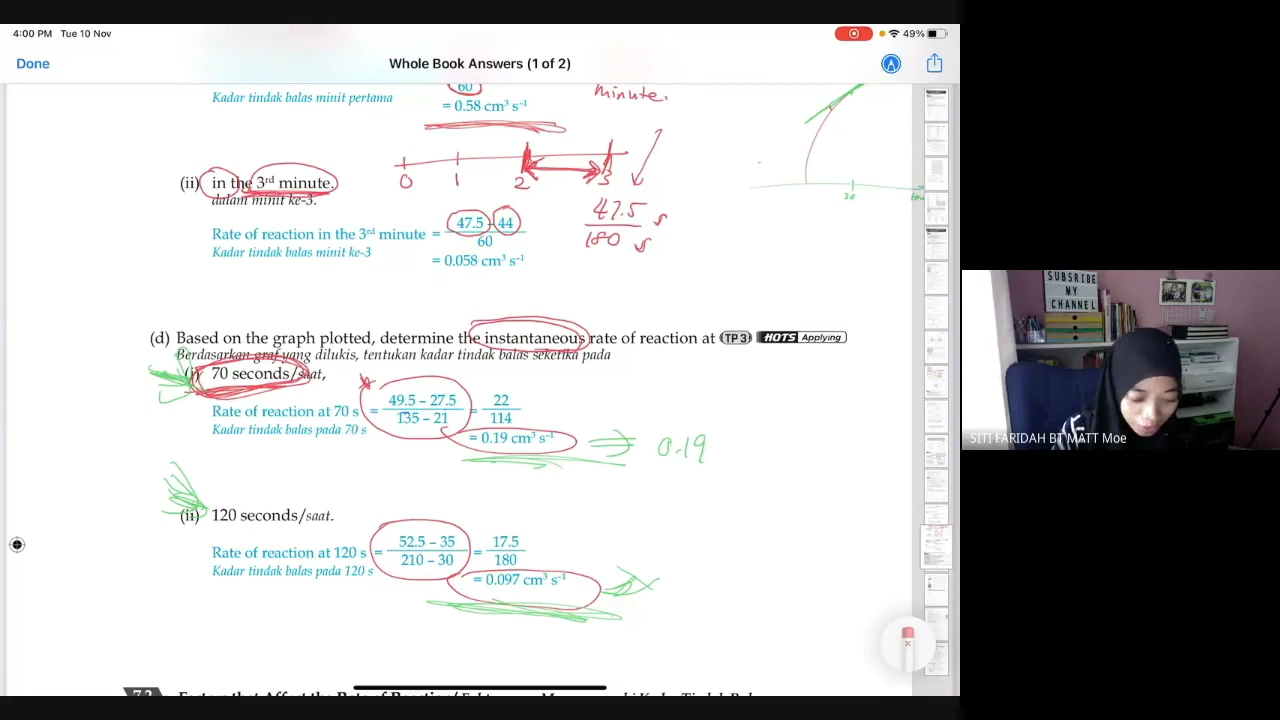 4:00 PM Tue 10 Nov
49%
Done
Whole Book Answers (1 of 2)
60
Kadar tindak balas minit pertama
= 0.58 cm³ s⁻¹
minute.
0 1 2 3
30
(ii) in the 3rd minute.
dalam minit ke-3.
47.5 s
180 s
Rate of reaction in the 3rd minute = 47.5 – 44
60
Kadar tindak balas minit ke-3
= 0.058 cm³ s⁻¹
(d) Based on the graph plotted, determine the instantaneous rate of reaction at TP 3 HOTS Applying
Berdasarkan graf yang dilukis, tentukan kadar tindak balas seketika pada
(i) 70 seconds/saat,
Rate of reaction at 70 s = 49.5 – 27.5 = 22
135 – 21 114
Kadar tindak balas pada 70 s
= 0.19 cm³ s⁻¹
0.19
(ii) 120 seconds/saat.
Rate of reaction at 120 s = 52.5 – 35 = 17.5
210 – 30 180
Kadar tindak balas pada 120 s
= 0.097 cm³ s⁻¹
SUBSRIBE
MY
CHANNEL
SITI FARIDAH BT MATT Moe